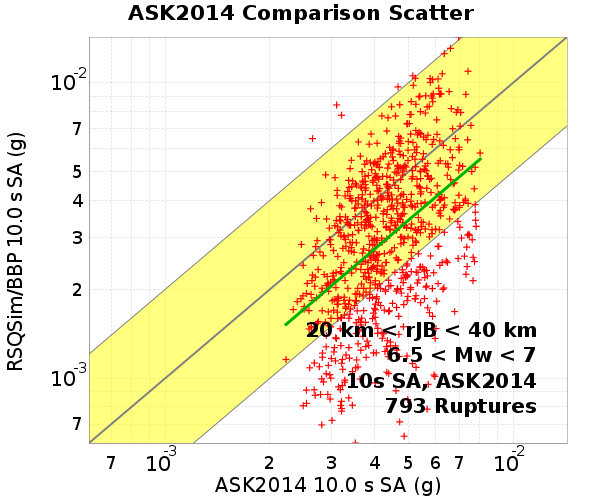 ASK2014 Comparison Scatter
RSQSim/BBP 10.0 s SA (g)
10-2
7
5
4
3
2
10-3
7
20 km < rJB < 40 km
6.5 < Mw < 7
10s SA, ASK2014
793 Ruptures
7 10-3 2 3 4 5 6 7 10-2
ASK2014 10.0 s SA (g)